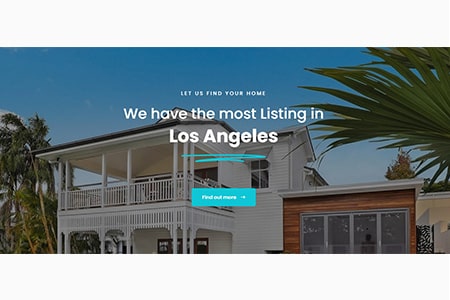 LET US FIND YOUR HOME
We have the most Listing in
Los Angeles
Find out more →